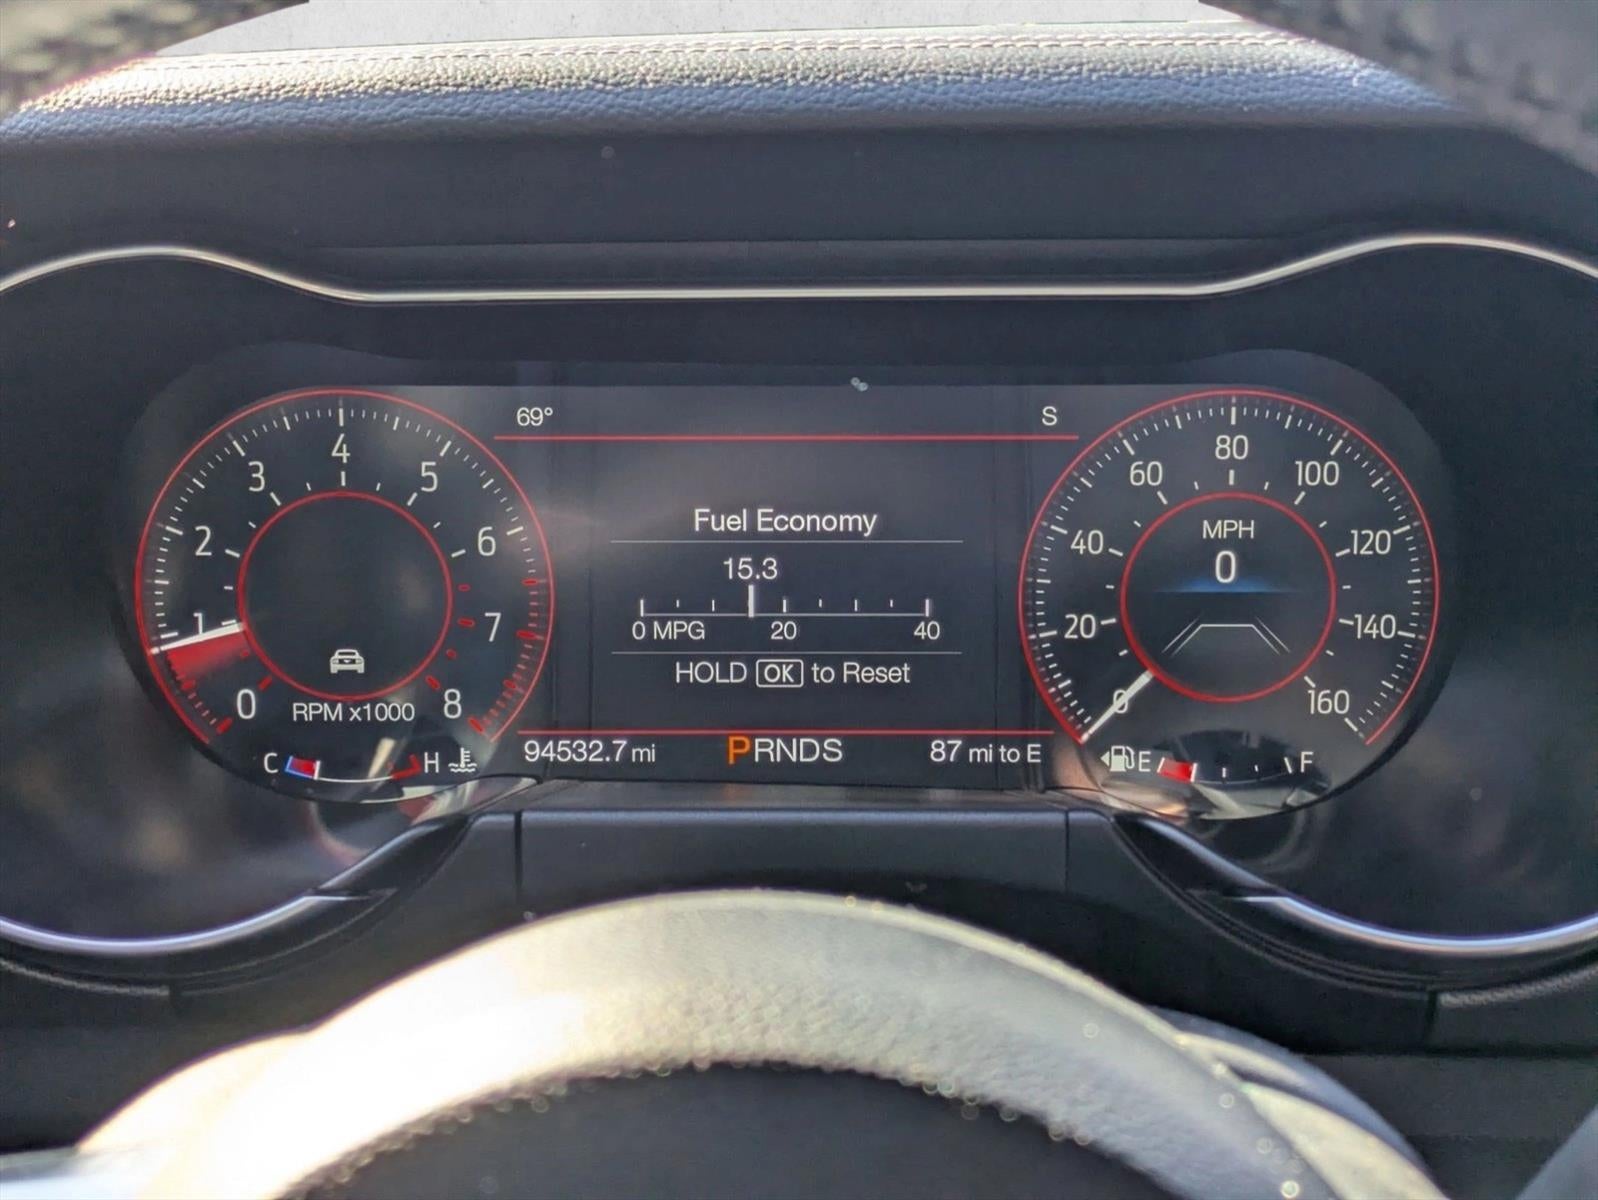 69° S
4
3 5
2 6
1 7
0 8
RPM x1000
C H
Fuel Economy
15.3
0 MPG 20 40
HOLD OK to Reset
94532.7 mi PRNDS 87 mi to E
80
60 100
40 120
20 140
0 160
MPH
0
E F